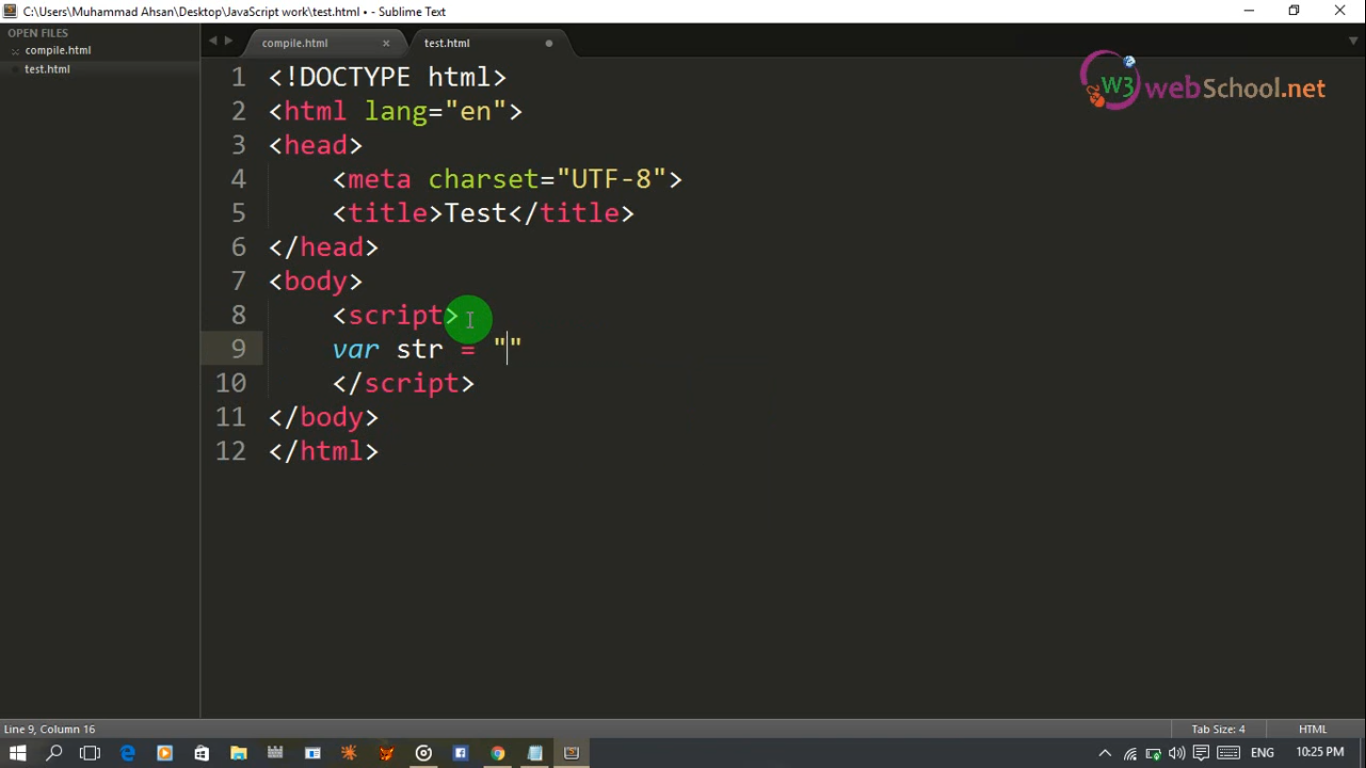 C:\Users\Muhammad Ahsan\Desktop\JavaScript work\test.html • - Sublime Text
OPEN FILES
compile.html
test.html
compile.html
test.html
W3 webSchool.net
1 <!DOCTYPE html>
2 <html lang="en">
3 <head>
4 <meta charset="UTF-8">
5 <title>Test</title>
6 </head>
7 <body>
8 <script>
9 var str = ""
10 </script>
11 </body>
12 </html>
Line 9, Column 16
Tab Size: 4
HTML
ENG
10:25 PM